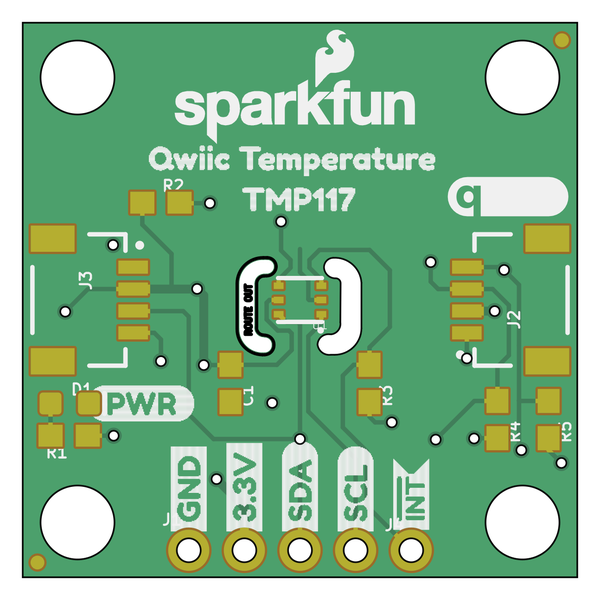 sparkfun
Qwiic Temperature
TMP117
q
R2
J3
ROUTE OUT
J2
C1
R3
D1
PWR
R1
R4
R5
GND
3.3V
SDA
SCL
INT